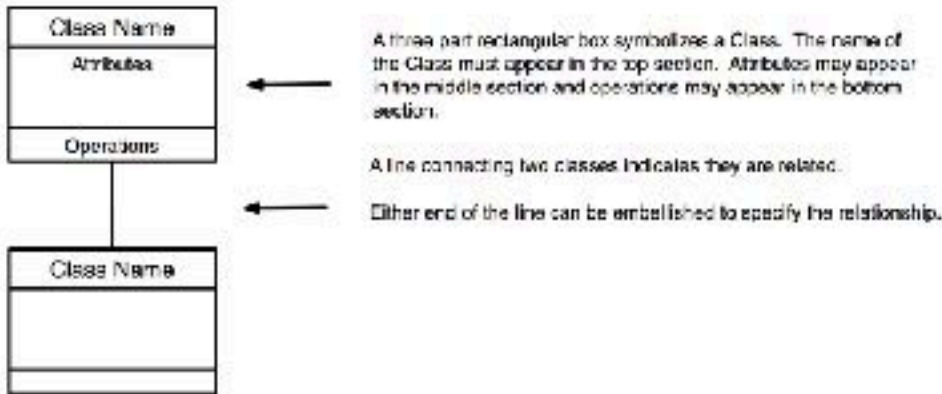 Class Name
Attributes
Operations
A three part rectangular box symbolizes a Class. The name of
the Class must appear in the top section. Attributes may appear
in the middle section and operations may appear in the bottom
section.
A line connecting two classes indicates they are related.
Either end of the line can be embellished to specify the relationship.
Class Name